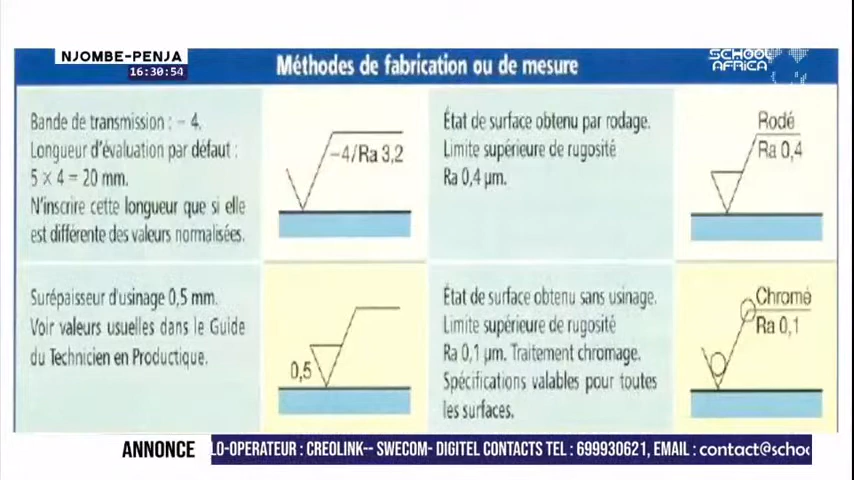 NJOMBE-PENJA
16:30:54
SCHOOL
AFRICA
Méthodes de fabrication ou de mesure
Bande de transmission : – 4.
Longueur d'évaluation par défaut :
5 × 4 = 20 mm.
N'inscrire cette longueur que si elle
est différente des valeurs normalisées.
–4/Ra 3,2
État de surface obtenu par rodage.
Limite supérieure de rugosité
Ra 0,4 µm.
Rodé
Ra 0,4
Surépaisseur d'usinage 0,5 mm.
Voir valeurs usuelles dans le Guide
du Technicien en Productique.
0,5
État de surface obtenu sans usinage.
Limite supérieure de rugosité
Ra 0,1 µm. Traitement chromage.
Spécifications valables pour toutes
les surfaces.
Chromé
Ra 0,1
ANNONCE
LO-OPERATEUR : CREOLINK-- SWECOM- DIGITEL CONTACTS TEL : 699930621, EMAIL : contact@schoo